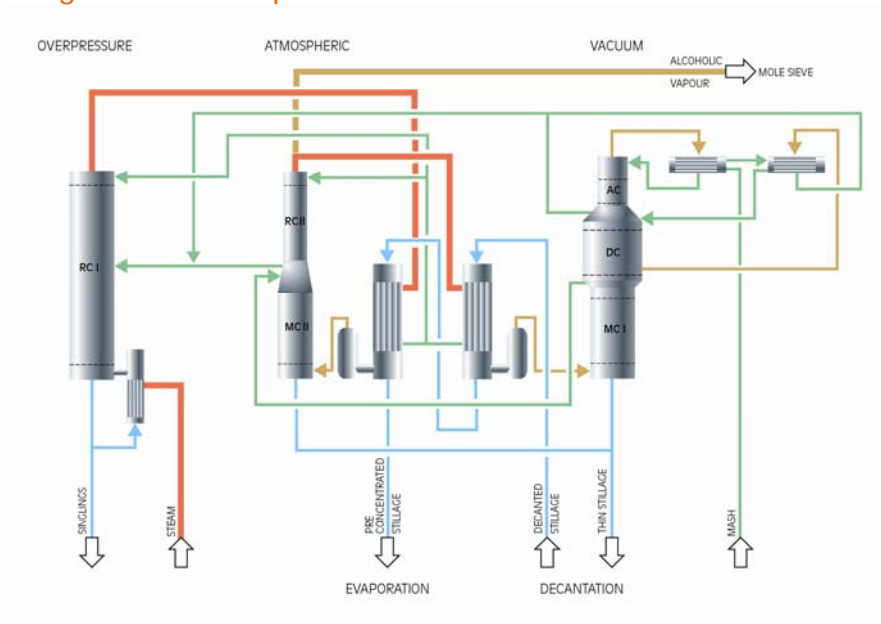 OVERPRESSURE
ATMOSPHERIC
VACUUM
ALCOHOLIC
VAPOUR
MOLE SIEVE
RC I
RC II
MC II
AC
DC
MC I
SINGLINGS
STEAM
PRE
CONCENTRATED
STILLAGE
DECANTED
STILLAGE
THIN STILLAGE
MASH
EVAPORATION
DECANTATION